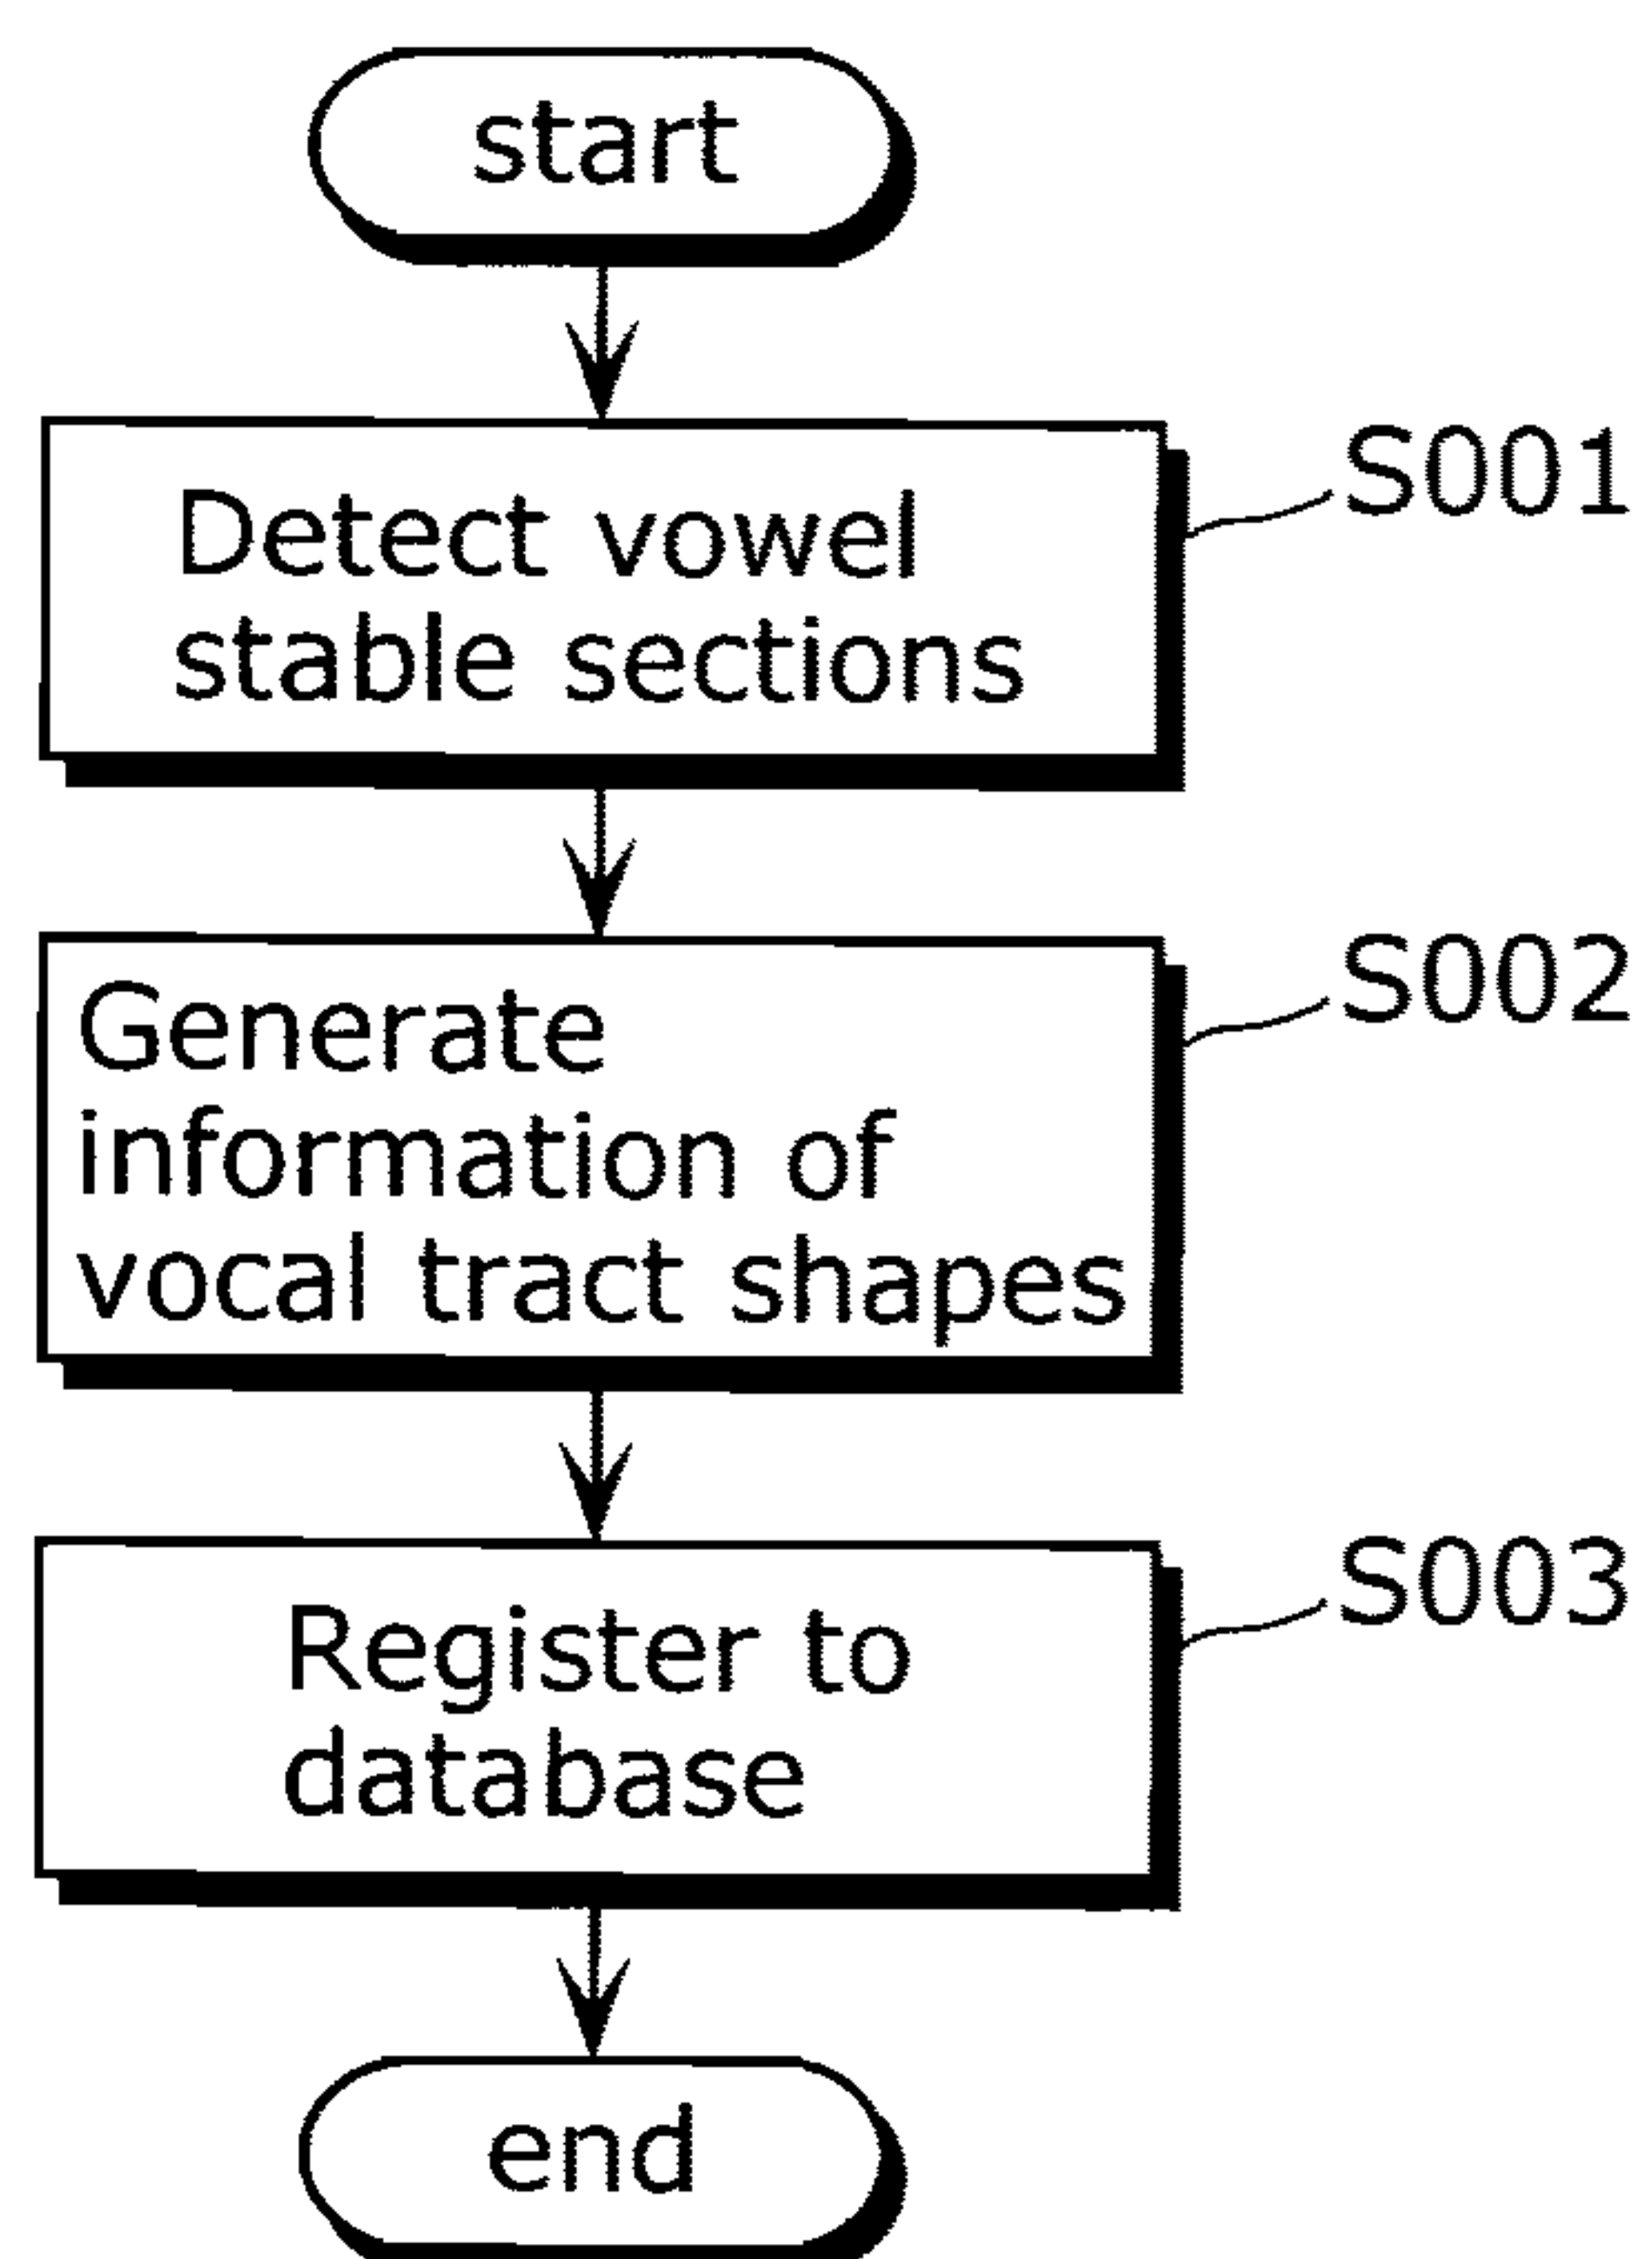 start
Detect vowel
stable sections
S001
Generate
information of
vocal tract shapes
S002
Register to
database
S003
end